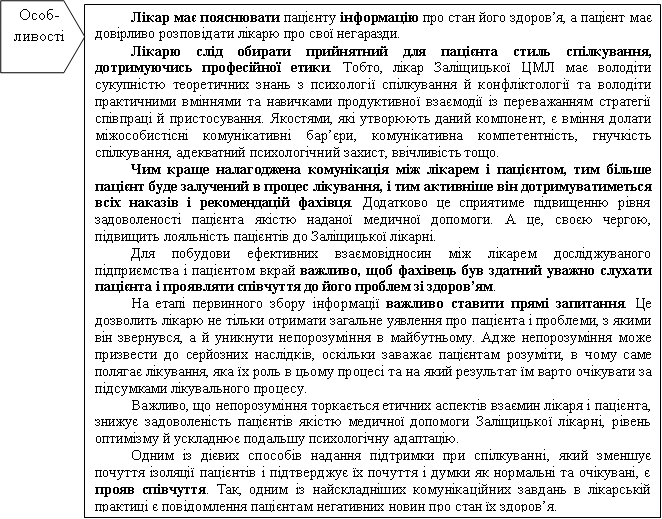 Особ-
ливості
Лікар має пояснювати пацієнту інформацію про стан його здоров’я, а пацієнт має
довірливо розповідати лікарю про свої негаразди.
Лікарю слід обирати прийнятний для пацієнта стиль спілкування,
дотримуючись професійної етики. Тобто, лікар Заліщицької ЦМЛ має володіти
сукупністю теоретичних знань з психології спілкування й конфліктології та володіти
практичними вміннями та навичками продуктивної взаємодії із переважанням стратегії
співпраці й пристосування. Якостями, які утворюють даний компонент, є вміння долати
міжособистісні комунікативні бар’єри, комунікативна компетентність, гнучкість
спілкування, адекватний психологічний захист, ввічливість тощо.
Чим краще налагоджена комунікація між лікарем і пацієнтом, тим більше
пацієнт буде залучений в процес лікування, і тим активніше він дотримуватиметься
всіх наказів і рекомендацій фахівця. Додатково це сприятиме підвищенню рівня
задоволеності пацієнта якістю наданої медичної допомоги. А це, своєю чергою,
підвищить лояльність пацієнтів до Заліщицької лікарні.
Для побудови ефективних взаємовідносин між лікарем досліджуваного
підприємства і пацієнтом вкрай важливо, щоб фахівець був здатний уважно слухати
пацієнта і проявляти співчуття до його проблем зі здоров’ям.
На етапі первинного збору інформації важливо ставити прямі запитання. Це
дозволить лікарю не тільки отримати загальне уявлення про пацієнта і проблеми, з якими
він звернувся, а й уникнути непорозуміння в майбутньому. Адже непорозуміння може
призвести до серйозних наслідків, оскільки заважає пацієнтам розуміти, в чому саме
полягає лікування, яка їх роль в цьому процесі та на який результат їм варто очікувати за
підсумками лікувального процесу.
Важливо, що непорозуміння торкається етичних аспектів взаємин лікаря і пацієнта,
знижує задоволеність пацієнтів якістю медичної допомоги Заліщицької лікарні, рівень
оптимізму й ускладнює подальшу психологічну адаптацію.
Одним із дієвих способів надання підтримки при спілкуванні, який зменшує
почуття ізоляції пацієнтів і підтверджує їх почуття і думки як нормальні та очікувані, є
прояв співчуття. Так, одним із найскладніших комунікаційних завдань в лікарській
практиці є повідомлення пацієнтам негативних новин про стан їх здоров’я.